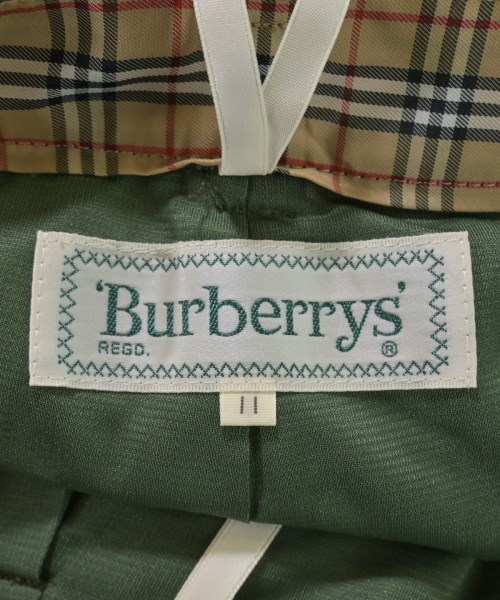 'Burberrys'
REGD. ®
11